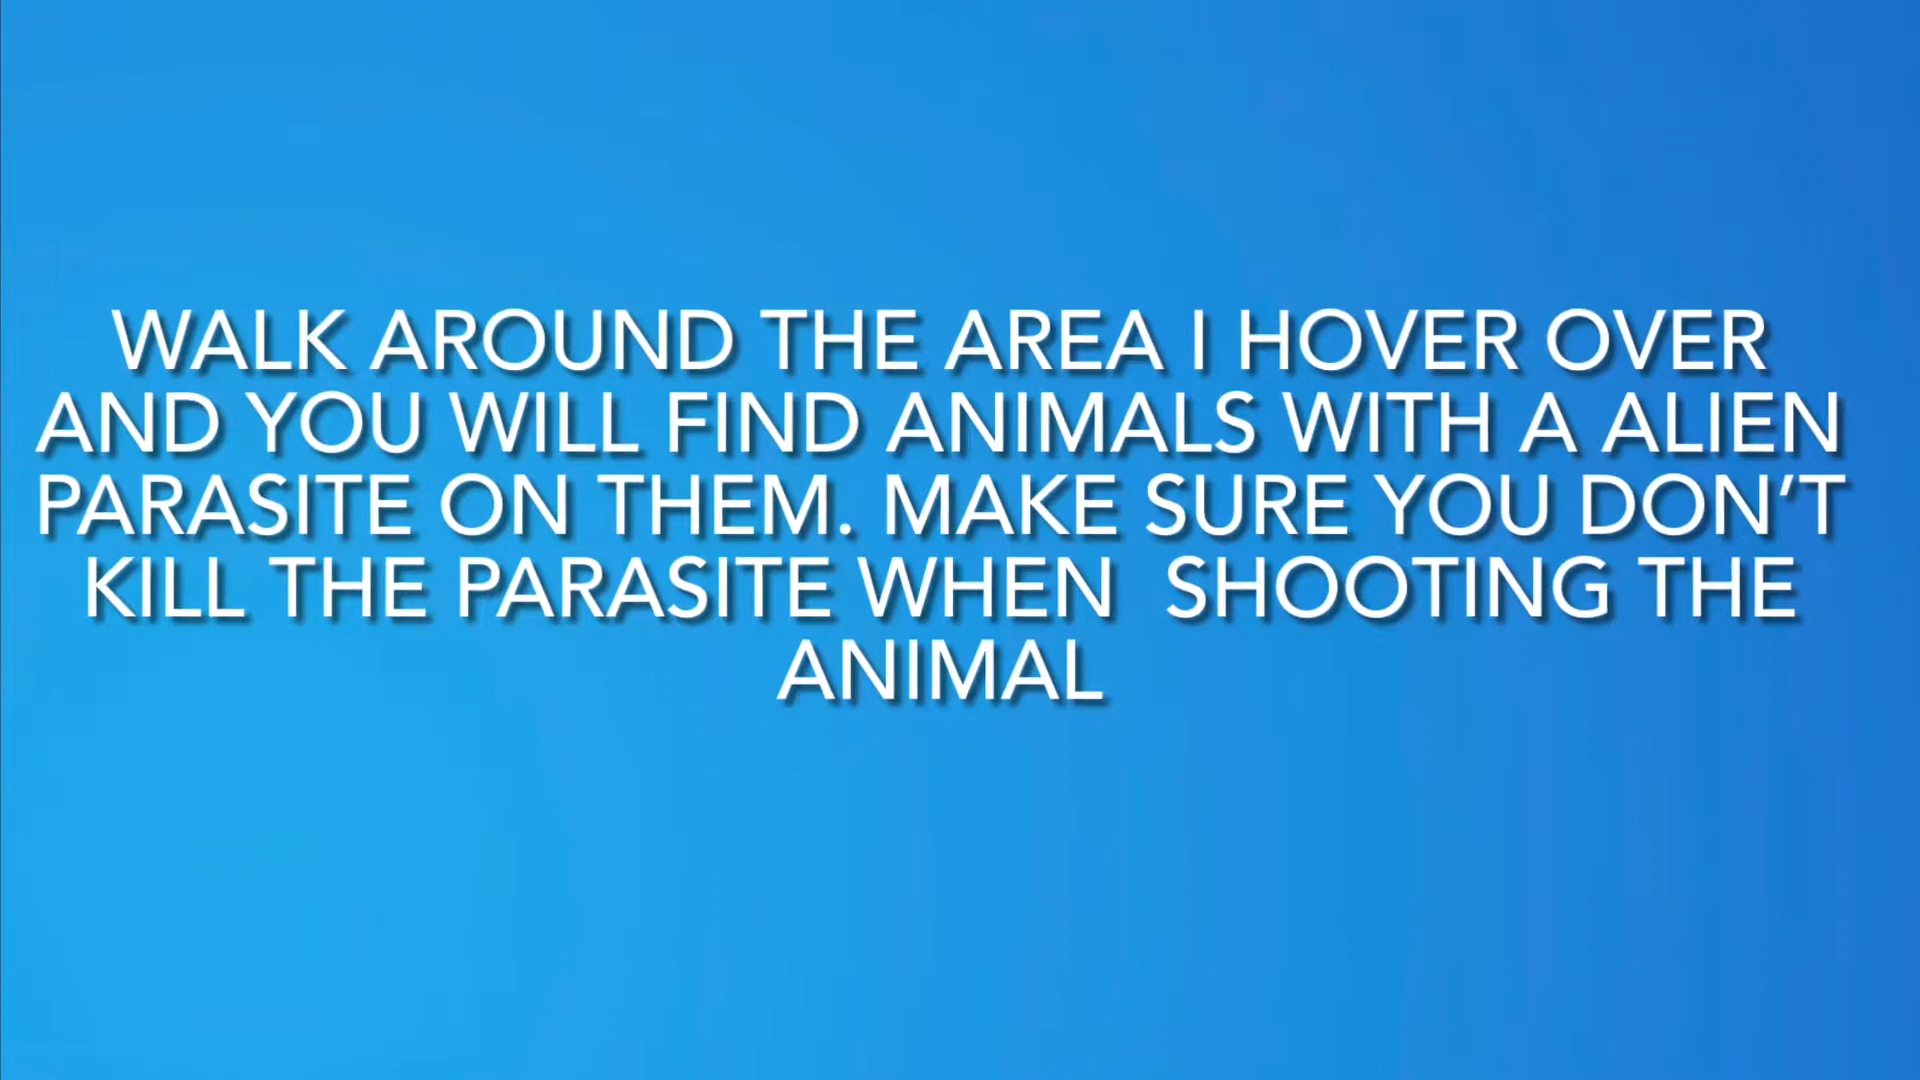 WALK AROUND THE AREA I HOVER OVER
AND YOU WILL FIND ANIMALS WITH A ALIEN
PARASITE ON THEM. MAKE SURE YOU DON’T
KILL THE PARASITE WHEN  SHOOTING THE
ANIMAL